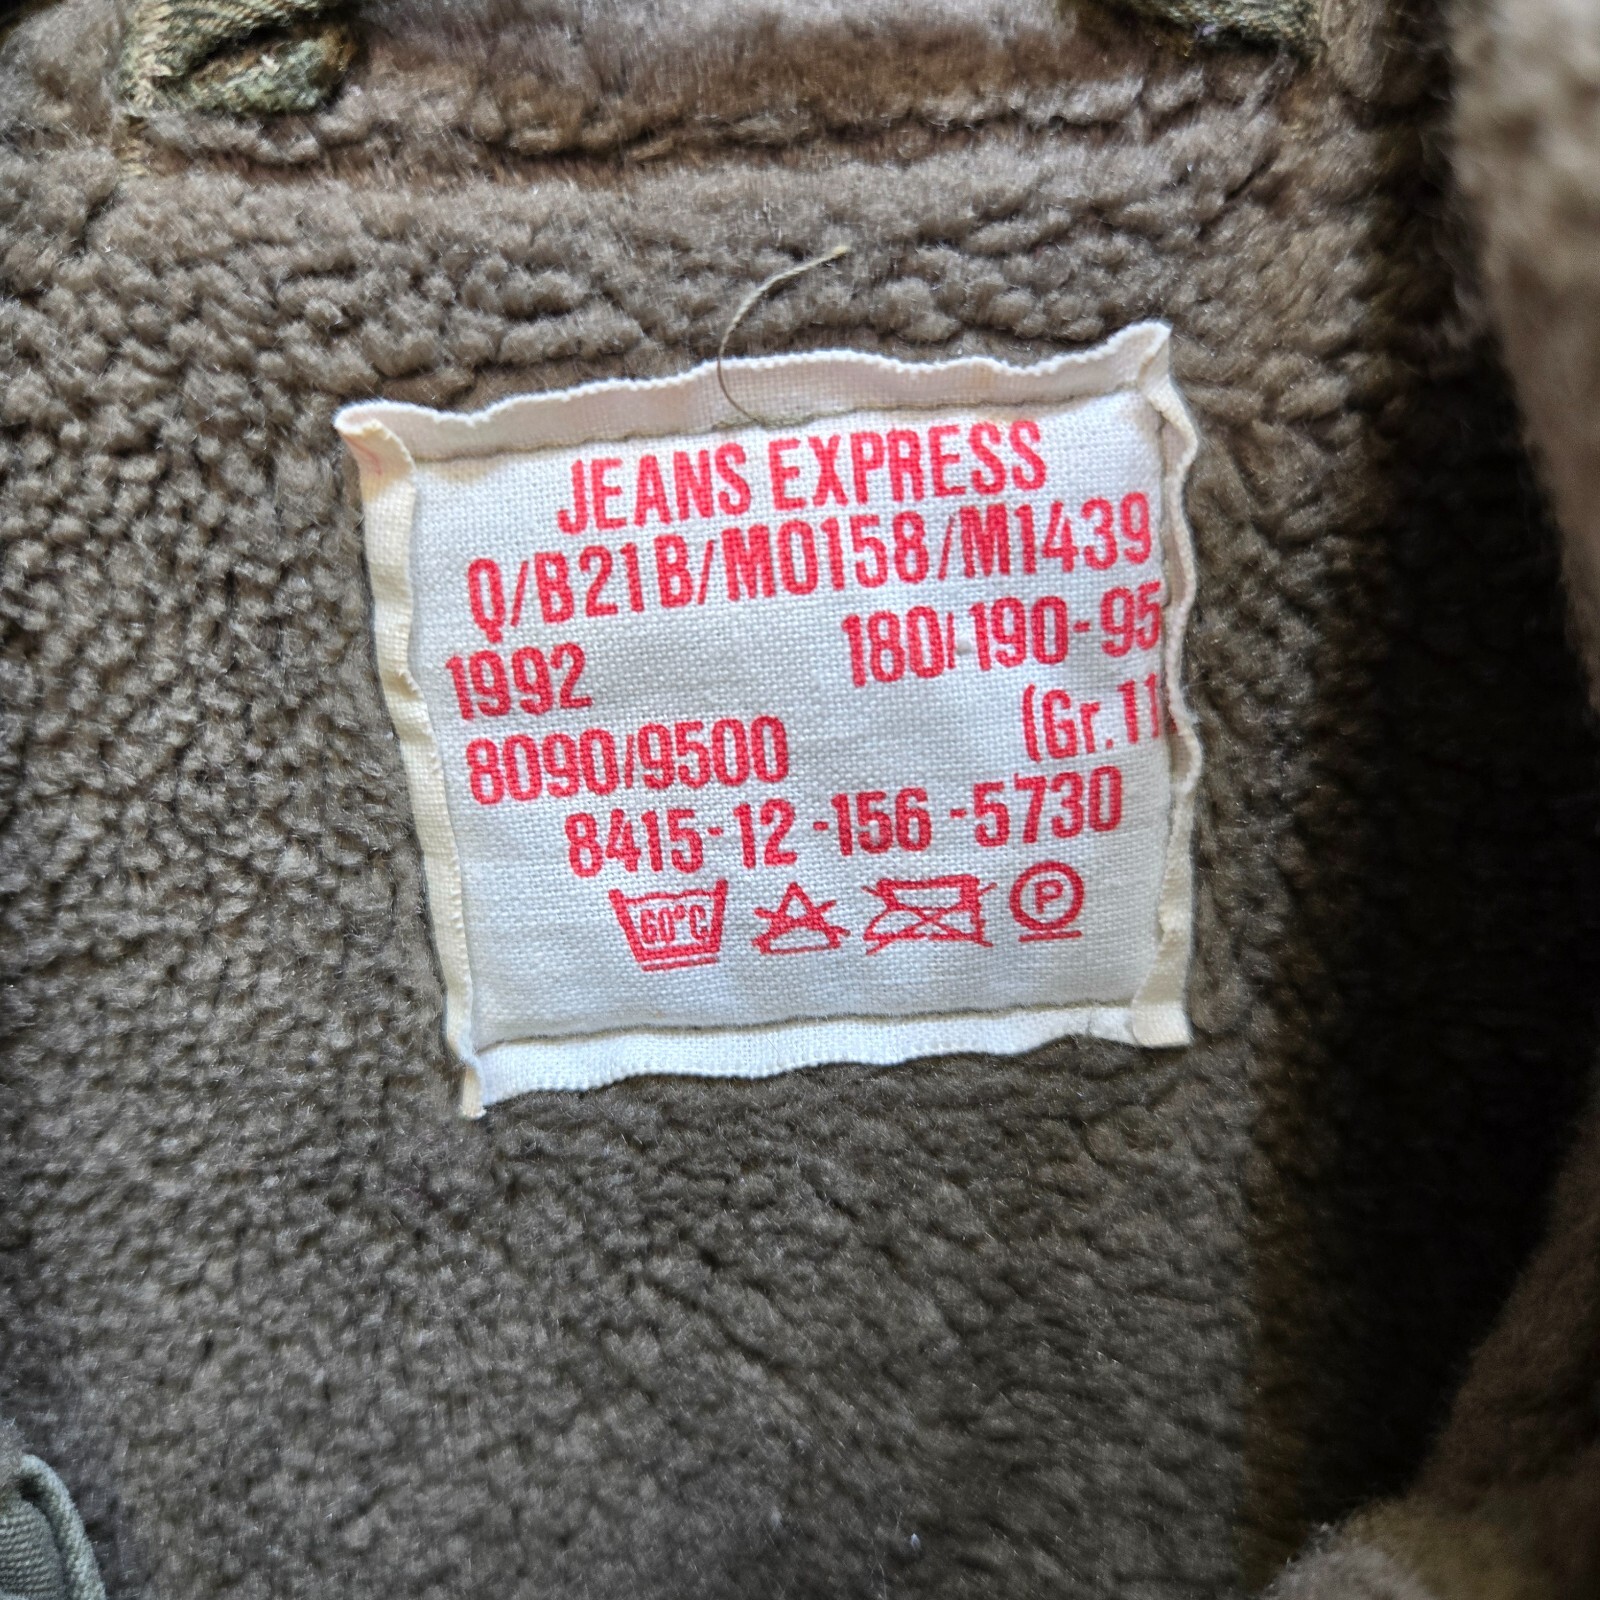 JEANS EXPRESS
Q/B21B/M0158/M1439
1992 180/190-95
8090/9500 (Gr.11
8415-12-156-5730
60°C P